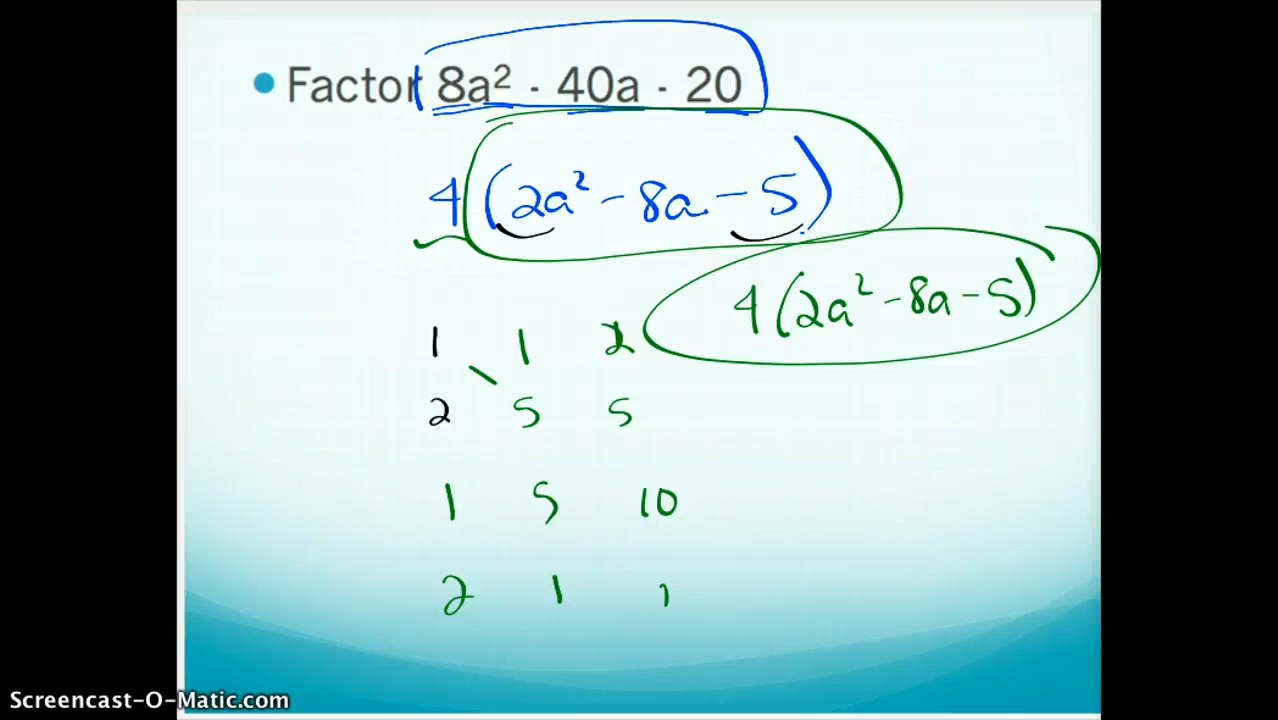 • Factor 8a² - 40a - 20
4 (2a² - 8a - 5)
4 (2a² - 8a - 5)
1 1 2
2 5 5
1 5 10
2 1 1
Screencast-O-Matic.com